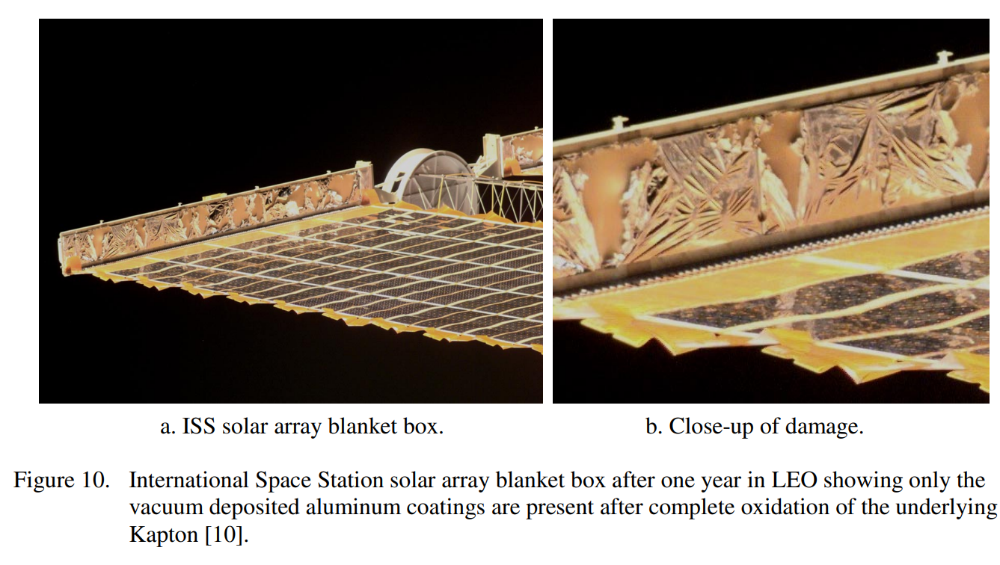 a. ISS solar array blanket box.
b. Close-up of damage.
Figure 10. International Space Station solar array blanket box after one year in LEO showing only the
vacuum deposited aluminum coatings are present after complete oxidation of the underlying
Kapton [10].